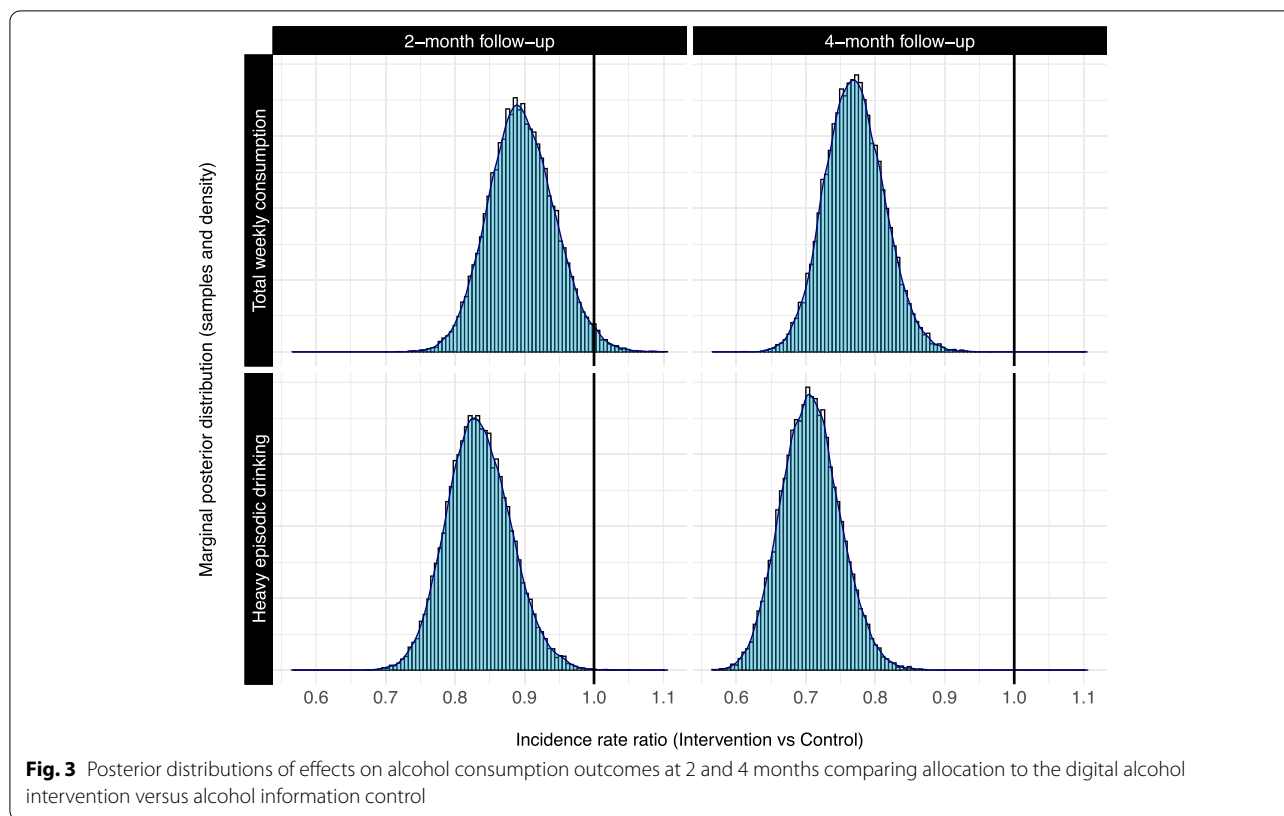 2–month follow–up
4–month follow–up
Total weekly consumption
Heavy episodic drinking
Marginal posterior distribution (samples and density)
0.6 0.7 0.8 0.9 1.0 1.1
0.6 0.7 0.8 0.9 1.0 1.1
Incidence rate ratio (Intervention vs Control)
Fig. 3 Posterior distributions of effects on alcohol consumption outcomes at 2 and 4 months comparing allocation to the digital alcohol
intervention versus alcohol information control